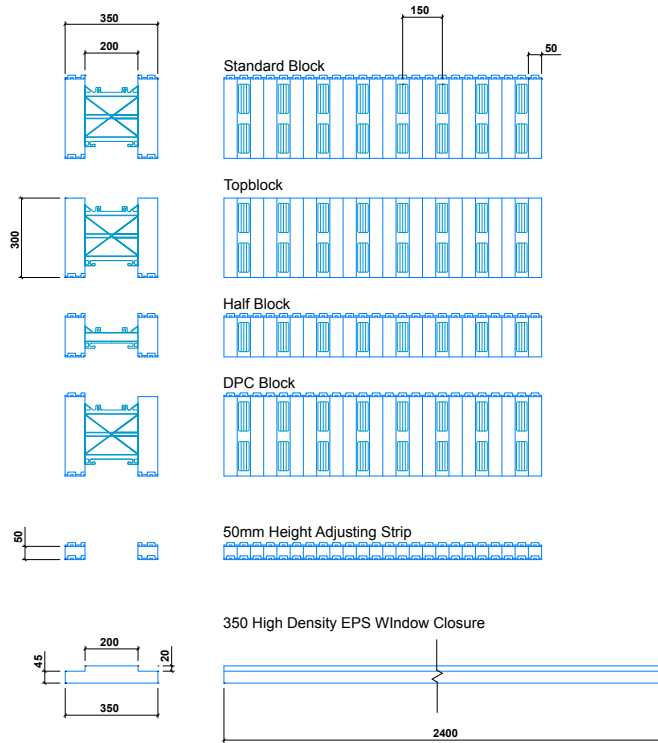 350
200
150
50
Standard Block
Topblock
300
Half Block
DPC Block
50
50mm Height Adjusting Strip
350 High Density EPS WIndow Closure
200
45
20
350
2400